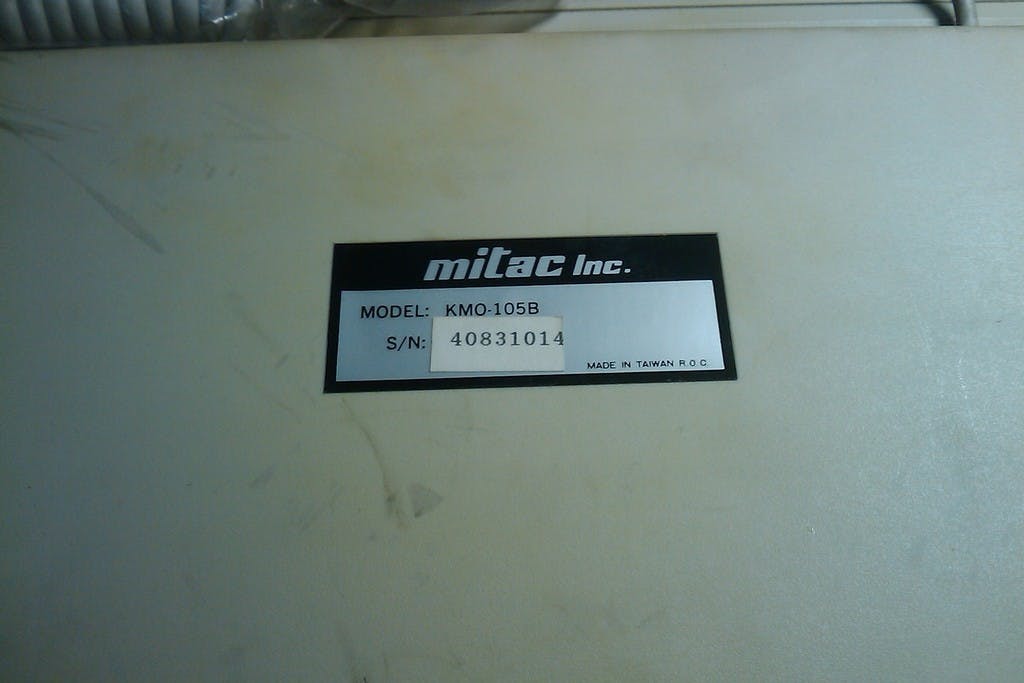 mitac Inc.
MODEL: KMO-105B
S/N: 40831014
MADE IN TAIWAN R.O.C